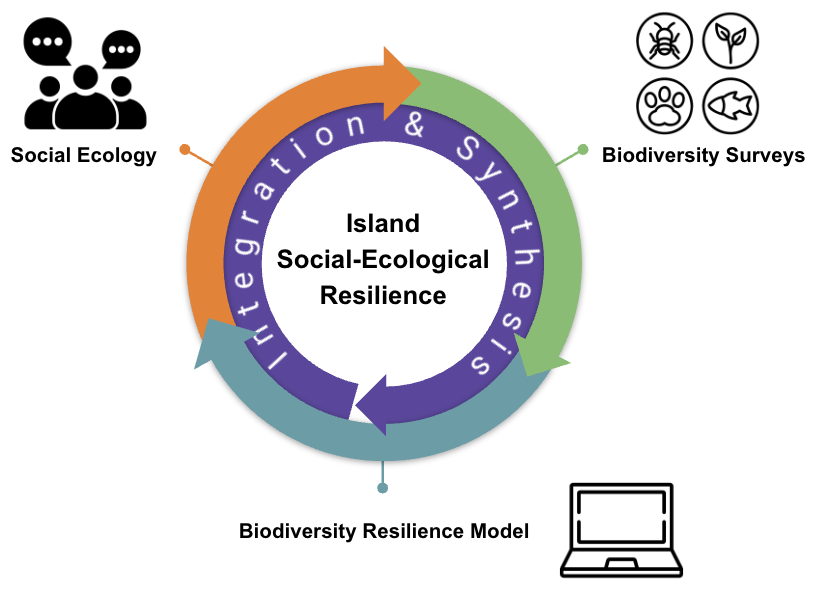 Social Ecology
Biodiversity Surveys
Integration & Synthesis
Island
Social-Ecological
Resilience
Biodiversity Resilience Model